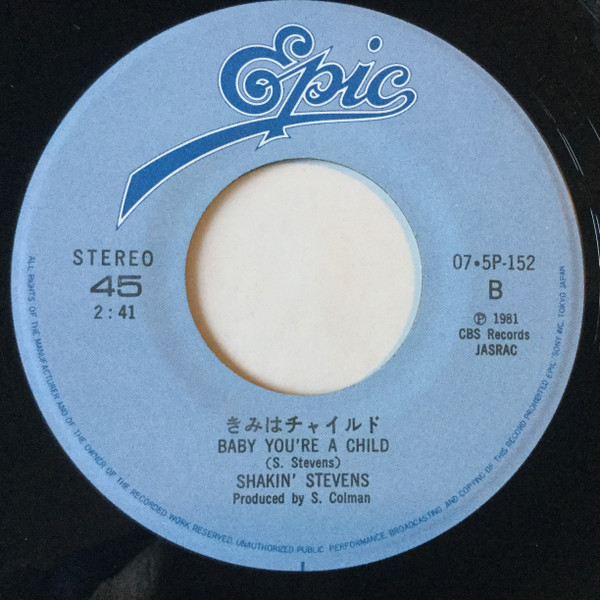 Epic
STEREO
45
2:41
07•5P-152
B
℗ 1981
CBS Records
JASRAC
きみはチャイルド
BABY YOU'RE A CHILD
(S. Stevens)
SHAKIN' STEVENS
Produced by S. Colman
ALL RIGHTS OF THE MANUFACTURER AND OF THE OWNER OF THE RECORDED WORK RESERVED. UNAUTHORIZED PUBLIC PERFORMANCE, BROADCASTING AND COPYING OF THIS RECORD PROHIBITED EPIC/SONY INC. TOKYO JAPAN